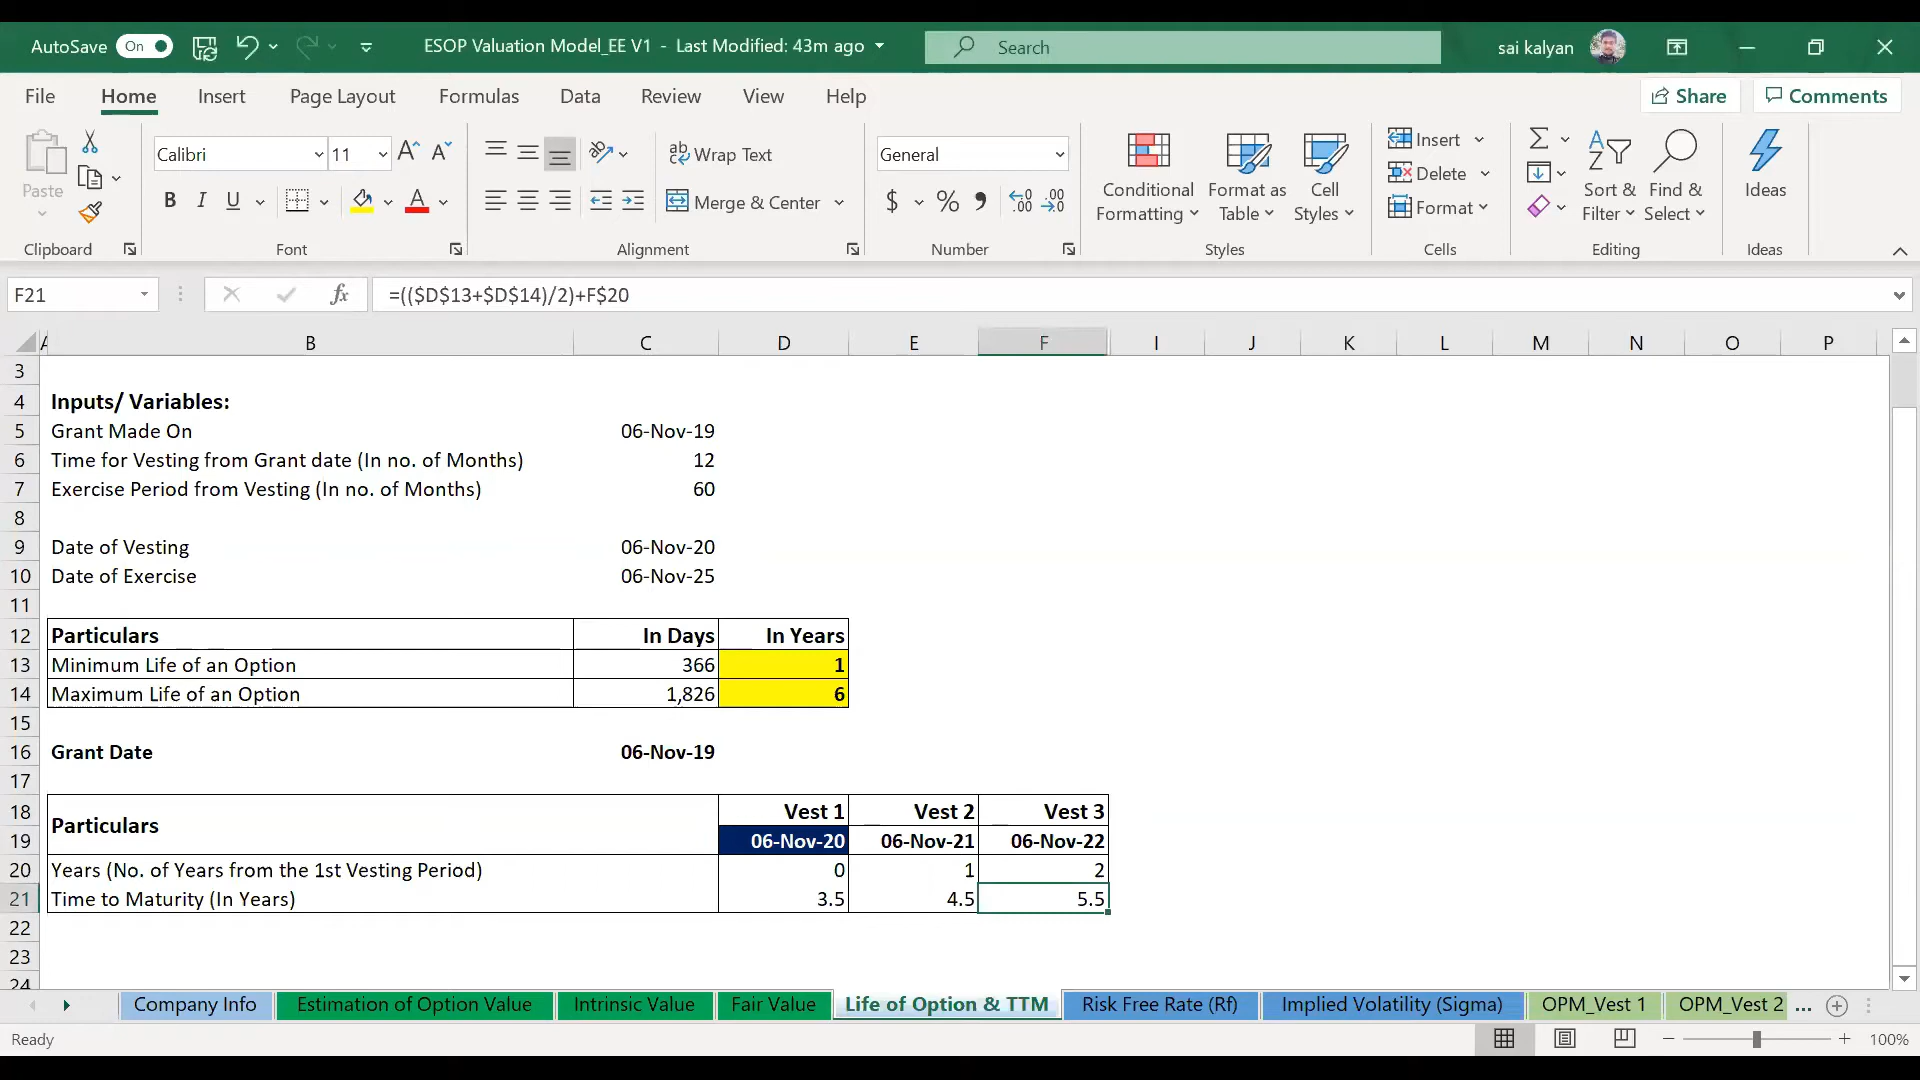 AutoSave On ESOP Valuation Model_EE V1 - Last Modified: 43m ago Search sai kalyan
File Home Insert Page Layout Formulas Data Review View Help Share Comments
Calibri 11 Wrap Text General Insert
Paste Conditional Formatting Format as Table Cell Styles Delete Sort & Filter Find & Select Ideas
B I U Merge & Center $ % Format
Clipboard Font Alignment Number Styles Cells Editing Ideas
F21 fx =(($D$13+$D$14)/2)+F$20
A B C D E F I J K L M N O P
3
4 Inputs/ Variables:
5 Grant Made On 06-Nov-19
6 Time for Vesting from Grant date (In no. of Months) 12
7 Exercise Period from Vesting (In no. of Months) 60
8
9 Date of Vesting 06-Nov-20
10 Date of Exercise 06-Nov-25
11
12 Particulars In Days In Years
13 Minimum Life of an Option 366 1
14 Maximum Life of an Option 1,826 6
15
16 Grant Date 06-Nov-19
17
18 Particulars Vest 1 Vest 2 Vest 3
19 06-Nov-20 06-Nov-21 06-Nov-22
20 Years (No. of Years from the 1st Vesting Period) 0 1 2
21 Time to Maturity (In Years) 3.5 4.5 5.5
22
23
24
Company Info Estimation of Option Value Intrinsic Value Fair Value Life of Option & TTM Risk Free Rate (Rf) Implied Volatility (Sigma) OPM_Vest 1 OPM_Vest 2 ...
Ready 100%